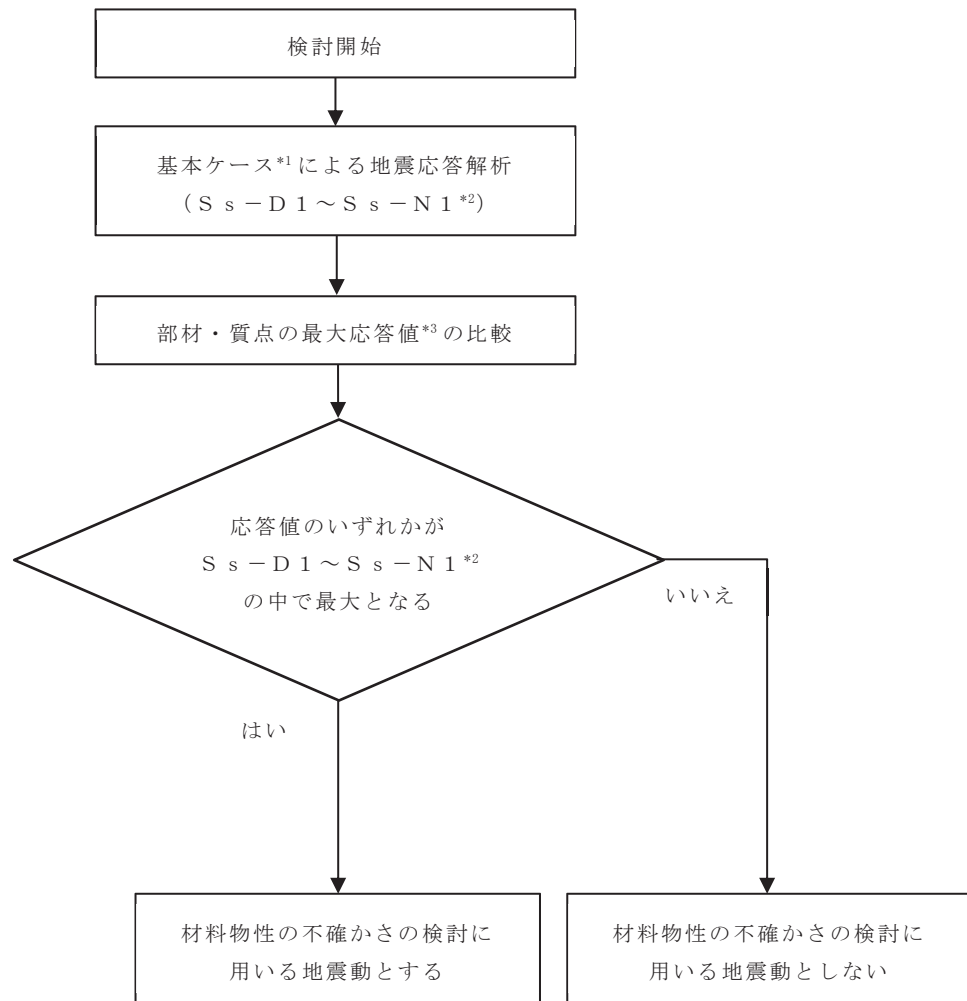 検討開始
基本ケース*1による地震応答解析
（Ｓｓ－Ｄ１～Ｓｓ－Ｎ１*2）
部材・質点の最大応答値*3の比較
応答値のいずれかが
Ｓｓ－Ｄ１～Ｓｓ－Ｎ１*2
の中で最大となる
いいえ
はい
材料物性の不確かさの検討に
用いる地震動とする
材料物性の不確かさの検討に
用いる地震動としない